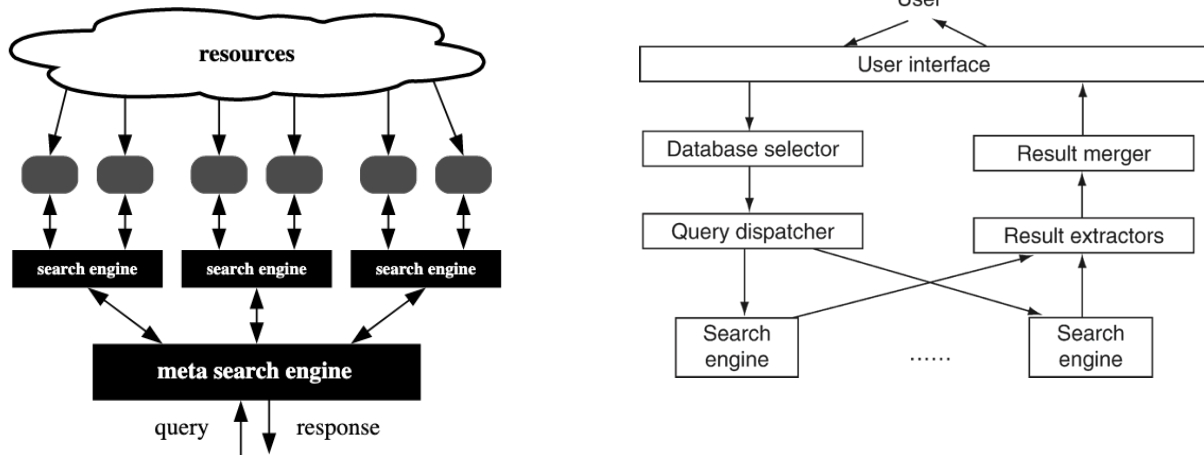 resources
search engine
search engine
search engine
meta search engine
query
response
User
User interface
Database selector
Result merger
Query dispatcher
Result extractors
Search
engine
......
Search
engine